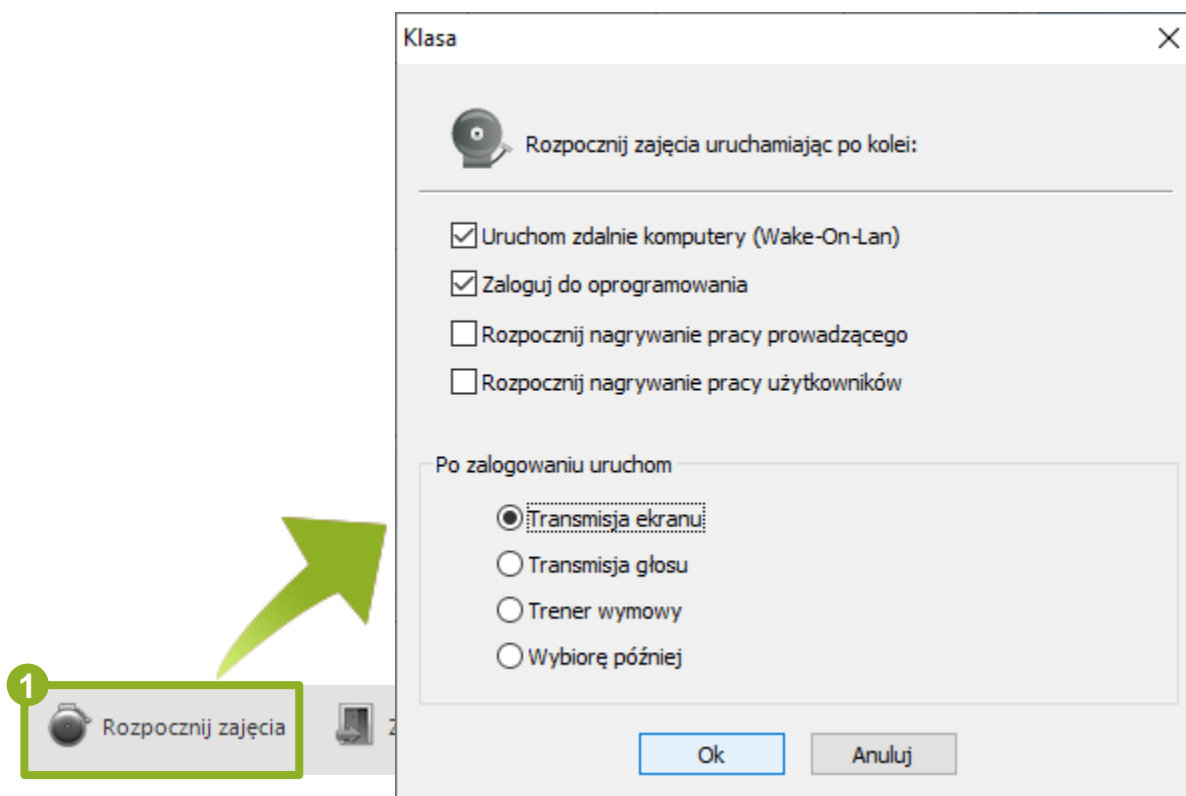 Klasa
Rozpocznij zajęcia uruchamiając po kolei:
Uruchom zdalnie komputery (Wake-On-Lan)
Zaloguj do oprogramowania
Rozpocznij nagrywanie pracy prowadzącego
Rozpocznij nagrywanie pracy użytkowników
Po zalogowaniu uruchom
Transmisja ekranu
Transmisja głosu
Trener wymowy
Wybiorę później
1
Rozpocznij zajęcia
Ok
Anuluj